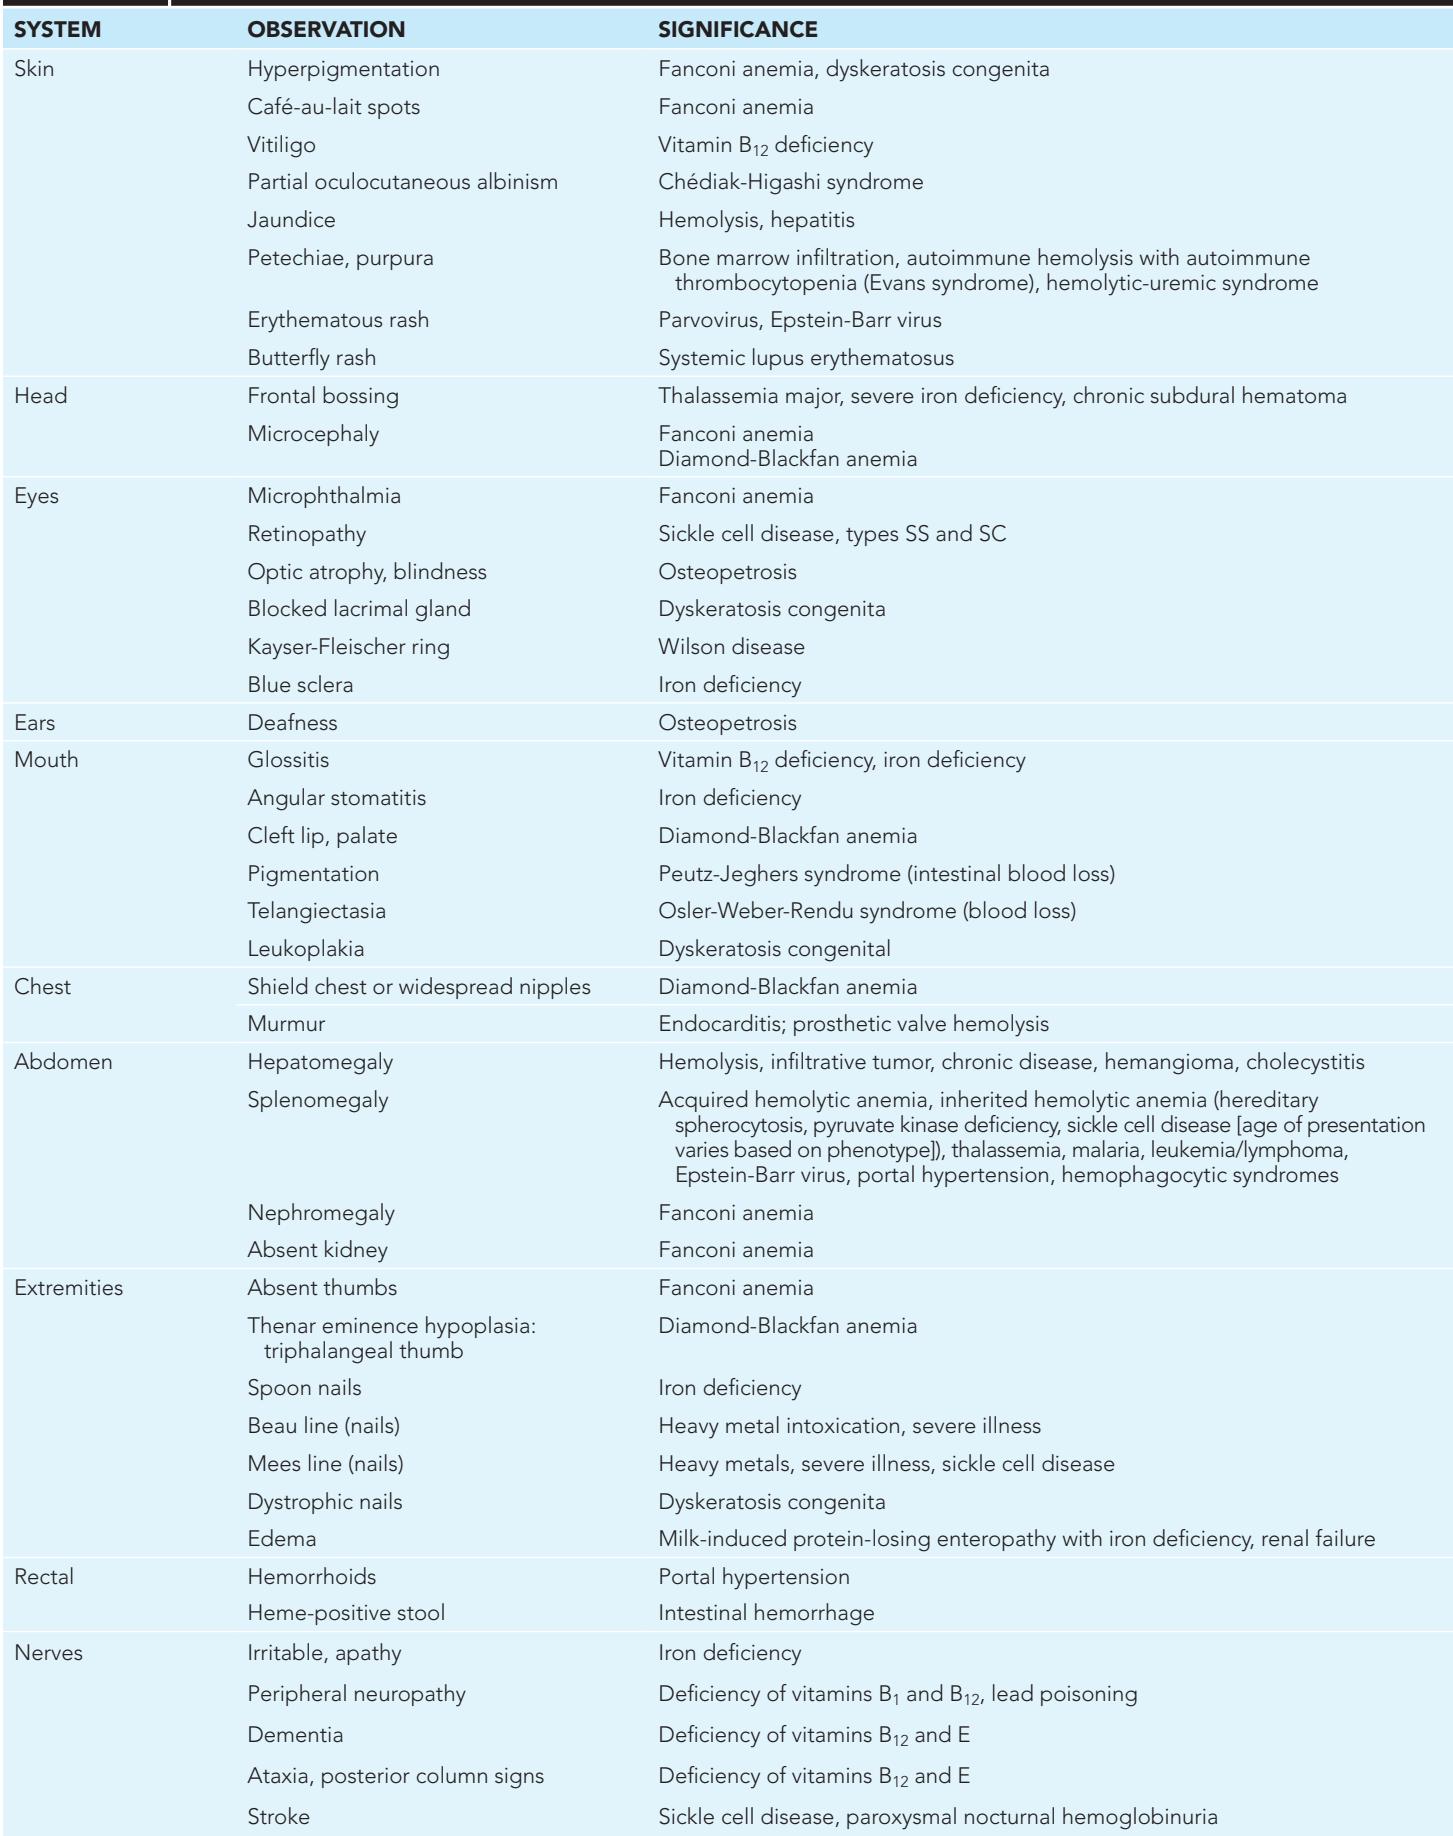 SYSTEM OBSERVATION SIGNIFICANCE
Skin Hyperpigmentation Fanconi anemia, dyskeratosis congenita
Café-au-lait spots Fanconi anemia
Vitiligo Vitamin B12 deficiency
Partial oculocutaneous albinism Chédiak-Higashi syndrome
Jaundice Hemolysis, hepatitis
Petechiae, purpura Bone marrow infiltration, autoimmune hemolysis with autoimmune
thrombocytopenia (Evans syndrome), hemolytic-uremic syndrome
Erythematous rash Parvovirus, Epstein-Barr virus
Butterfly rash Systemic lupus erythematosus
Head Frontal bossing Thalassemia major, severe iron deficiency, chronic subdural hematoma
Microcephaly Fanconi anemia
Diamond-Blackfan anemia
Eyes Microphthalmia Fanconi anemia
Retinopathy Sickle cell disease, types SS and SC
Optic atrophy, blindness Osteopetrosis
Blocked lacrimal gland Dyskeratosis congenita
Kayser-Fleischer ring Wilson disease
Blue sclera Iron deficiency
Ears Deafness Osteopetrosis
Mouth Glossitis Vitamin B12 deficiency, iron deficiency
Angular stomatitis Iron deficiency
Cleft lip, palate Diamond-Blackfan anemia
Pigmentation Peutz-Jeghers syndrome (intestinal blood loss)
Telangiectasia Osler-Weber-Rendu syndrome (blood loss)
Leukoplakia Dyskeratosis congenital
Chest Shield chest or widespread nipples Diamond-Blackfan anemia
Murmur Endocarditis; prosthetic valve hemolysis
Abdomen Hepatomegaly Hemolysis, infiltrative tumor, chronic disease, hemangioma, cholecystitis
Splenomegaly Acquired hemolytic anemia, inherited hemolytic anemia (hereditary
spherocytosis, pyruvate kinase deficiency, sickle cell disease [age of presentation
varies based on phenotype]), thalassemia, malaria, leukemia/lymphoma,
Epstein-Barr virus, portal hypertension, hemophagocytic syndromes
Nephromegaly Fanconi anemia
Absent kidney Fanconi anemia
Extremities Absent thumbs Fanconi anemia
Thenar eminence hypoplasia: Diamond-Blackfan anemia
triphalangeal thumb
Spoon nails Iron deficiency
Beau line (nails) Heavy metal intoxication, severe illness
Mees line (nails) Heavy metals, severe illness, sickle cell disease
Dystrophic nails Dyskeratosis congenita
Edema Milk-induced protein-losing enteropathy with iron deficiency, renal failure
Rectal Hemorrhoids Portal hypertension
Heme-positive stool Intestinal hemorrhage
Nerves Irritable, apathy Iron deficiency
Peripheral neuropathy Deficiency of vitamins B1 and B12, lead poisoning
Dementia Deficiency of vitamins B12 and E
Ataxia, posterior column signs Deficiency of vitamins B12 and E
Stroke Sickle cell disease, paroxysmal nocturnal hemoglobinuria